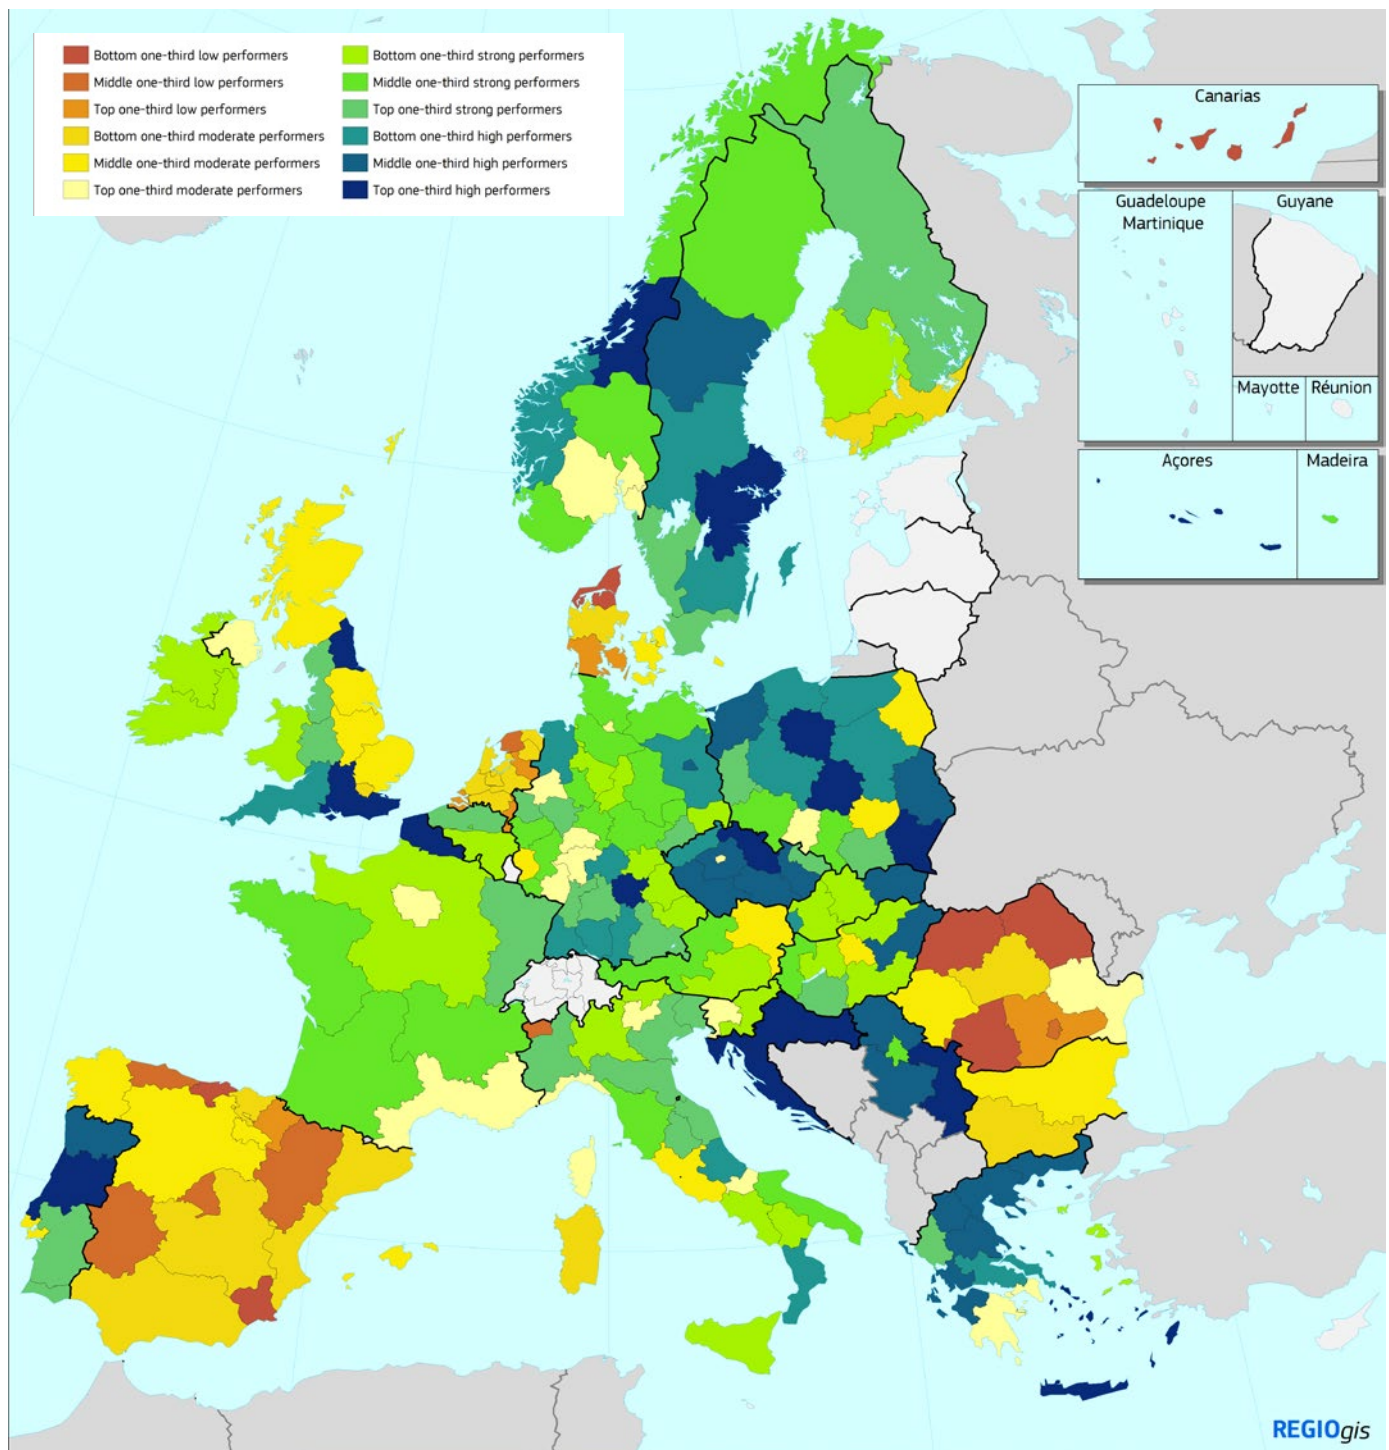 Bottom one-third low performers
Middle one-third low performers
Top one-third low performers
Bottom one-third moderate performers
Middle one-third moderate performers
Top one-third moderate performers
Bottom one-third strong performers
Middle one-third strong performers
Top one-third strong performers
Bottom one-third high performers
Middle one-third high performers
Top one-third high performers
Canarias
Guadeloupe
Martinique
Guyane
Mayotte
Réunion
Açores
Madeira
REGIOgis